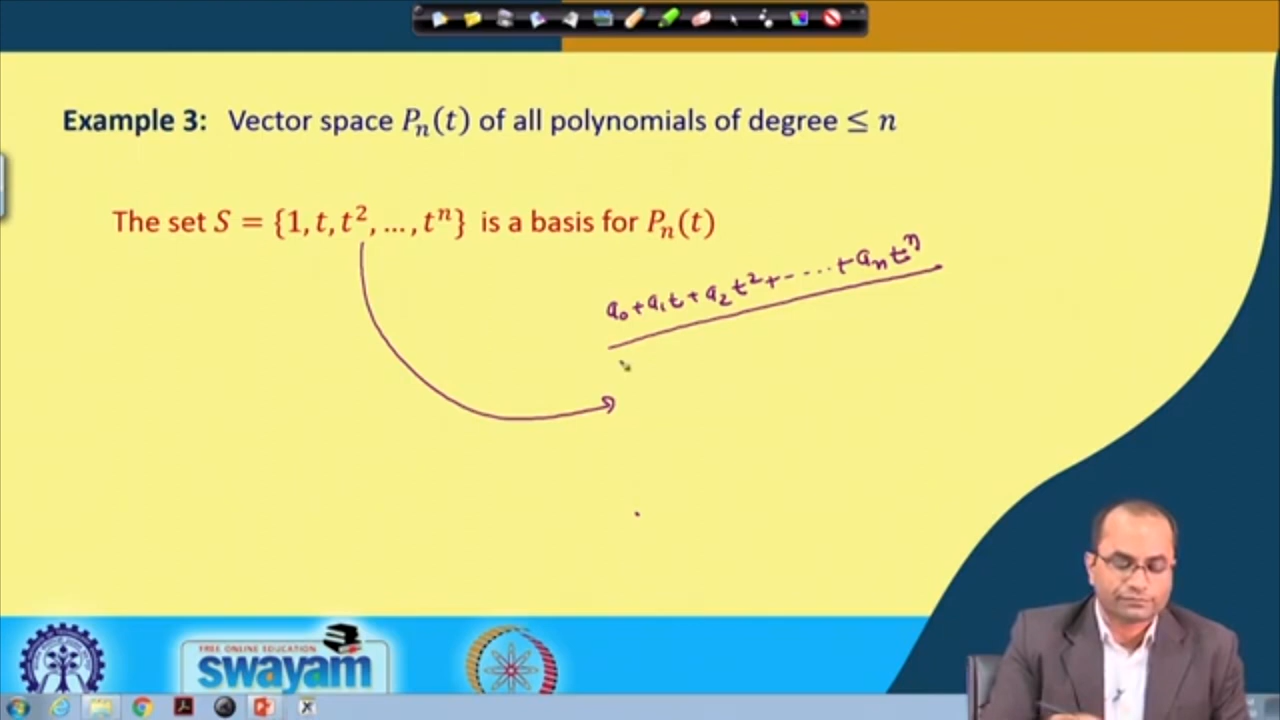 Example 3: Vector space Pₙ(t) of all polynomials of degree ≤ n
The set S = {1, t, t², ..., tⁿ} is a basis for Pₙ(t)
a₀ + a₁t + a₂t² + ----- + aₙtⁿ
FREE ONLINE EDUCATION
swayam